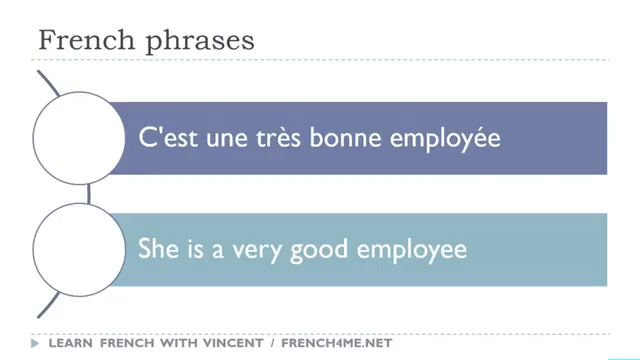 French phrases
C'est une très bonne employée
She is a very good employee
LEARN FRENCH WITH VINCENT / FRENCH4ME.NET